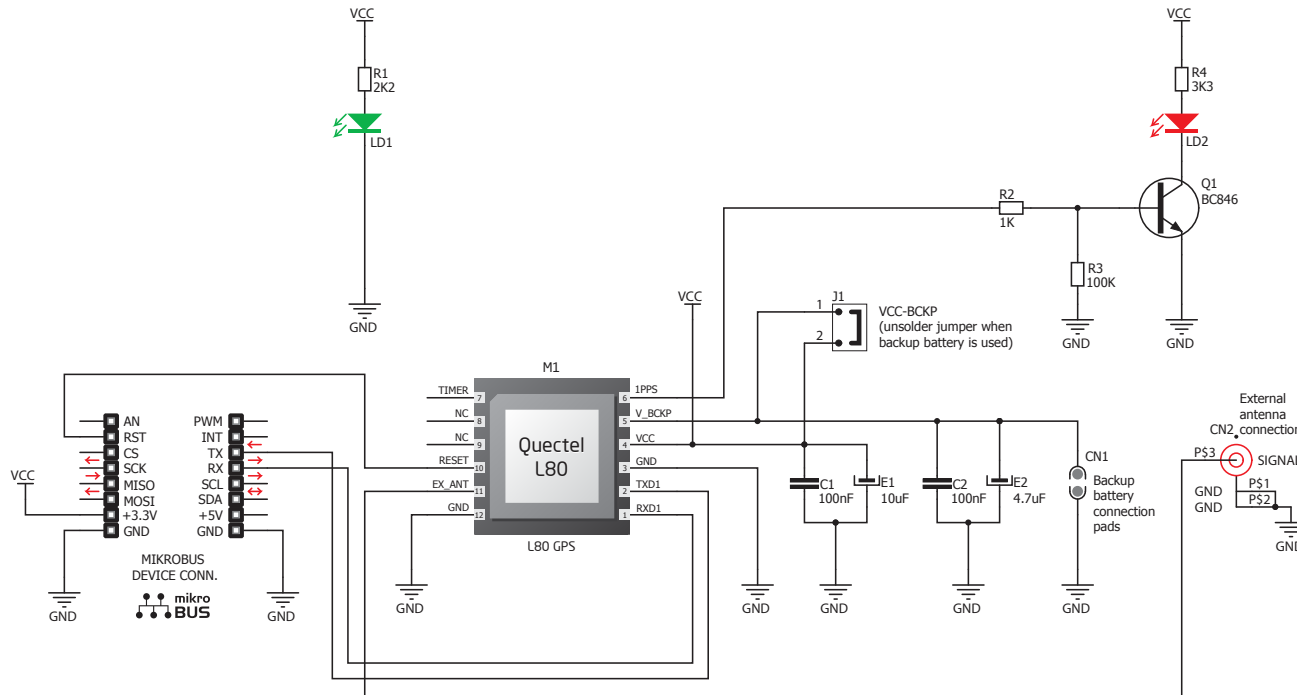 VCC
R1
2K2
LD1
GND
VCC
R4
3K3
LD2
Q1
BC846
R2
1K
R3
100K
GND
GND
VCC
J1
1
2
VCC-BCKP
(unsolder jumper when
backup battery is used)
M1
TIMER
7
NC
8
NC
9
RESET
10
EX_ANT
11
GND
12
Quectel
L80
1PPS
6
V_BCKP
5
VCC
4
GND
3
TXD1
2
RXD1
1
L80 GPS
AN
RST
CS
SCK
MISO
MOSI
+3.3V
GND
PWM
INT
TX
RX
SCL
SDA
+5V
GND
VCC
MIKROBUS
DEVICE CONN.
mikro
BUS
GND
GND
GND
GND
C1
100nF
E1
10uF
GND
C2
100nF
E2
4.7uF
GND
CN1
Backup
battery
connection
pads
GND
External
antenna
connection
CN2
P$3
SIGNAL
P$1
GND
P$2
GND
GND